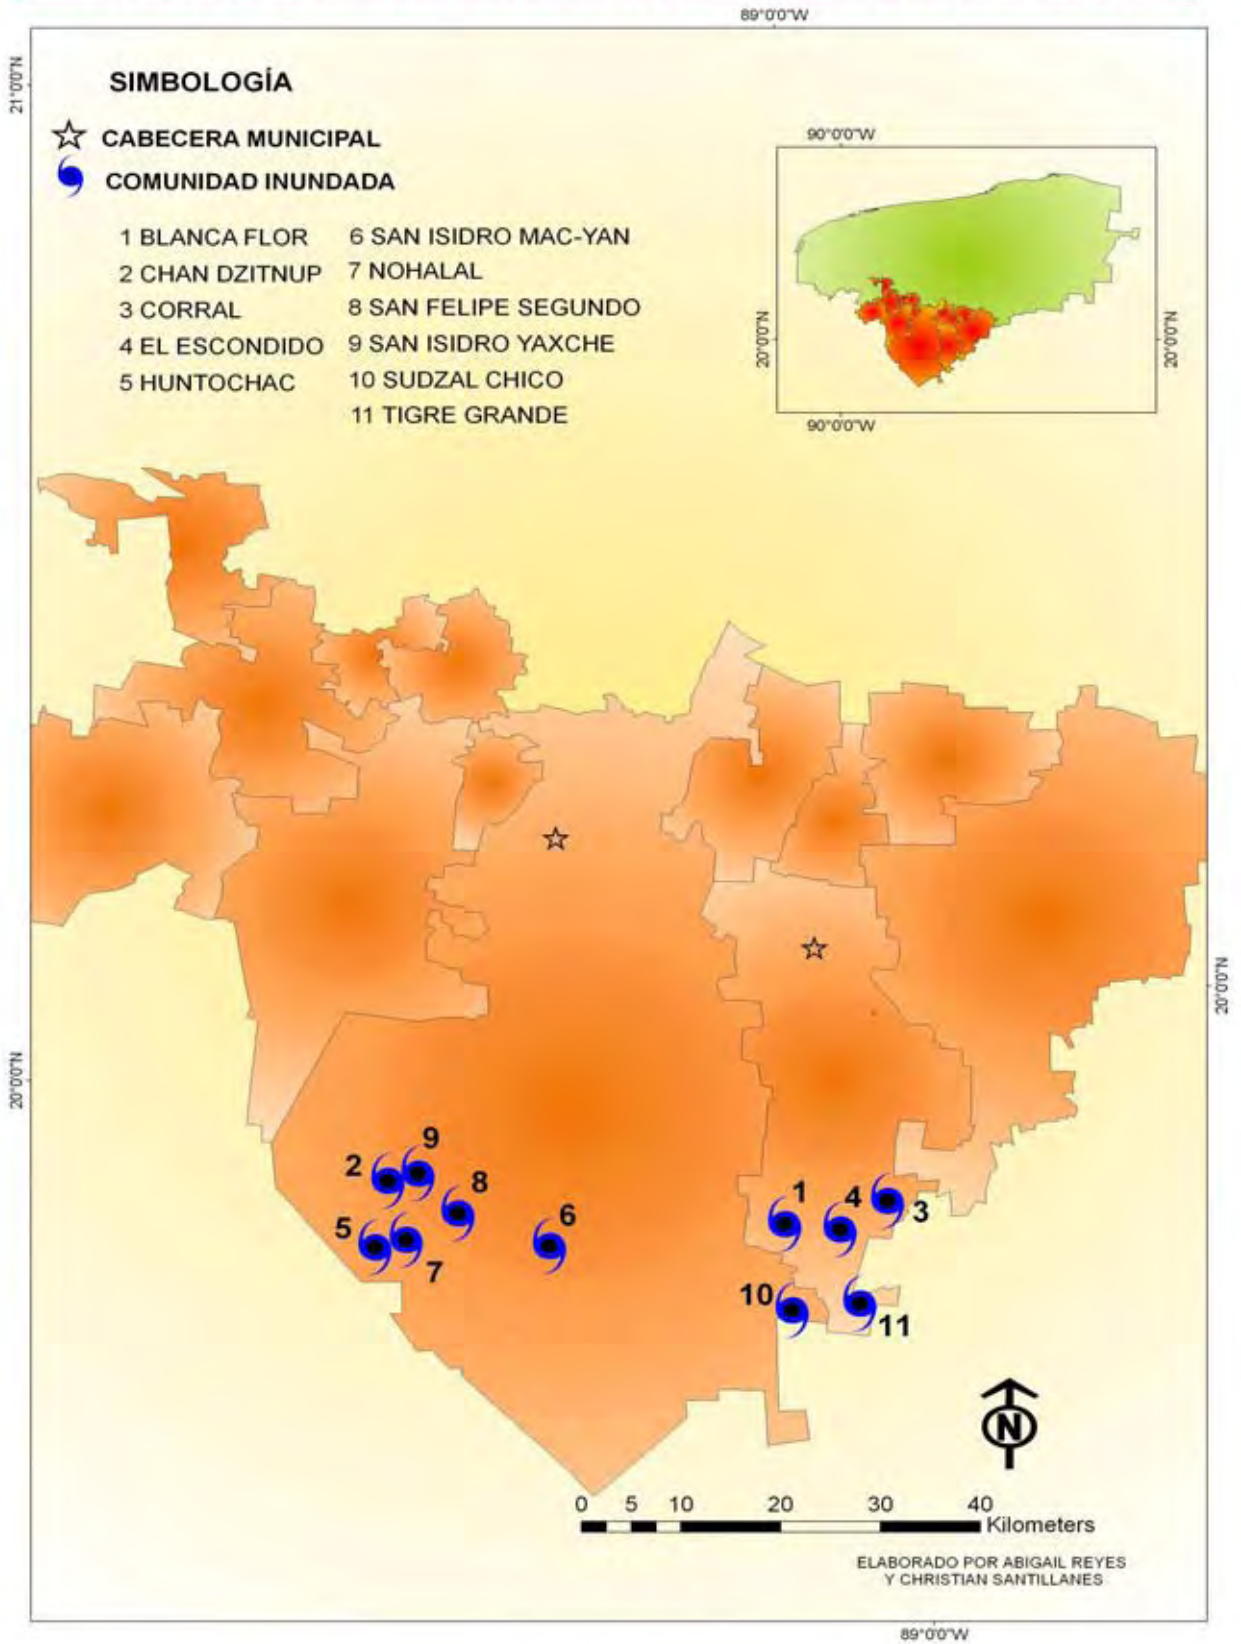 89°0'0"W
21°0'0"N
SIMBOLOGÍA
CABECERA MUNICIPAL
COMUNIDAD INUNDADA
1 BLANCA FLOR
2 CHAN DZITNUP
3 CORRAL
4 EL ESCONDIDO
5 HUNTOCHAC
6 SAN ISIDRO MAC-YAN
7 NOHALAL
8 SAN FELIPE SEGUNDO
9 SAN ISIDRO YAXCHE
10 SUDZAL CHICO
11 TIGRE GRANDE
90°0'0"W
20°0'0"N
20°0'0"N
90°0'0"W
20°0'0"N
20°0'0"N
9
2
8
5
6
7
1
4
3
10
11
N
0 5 10 20 30 40
Kilometers
ELABORADO POR ABIGAIL REYES
Y CHRISTIAN SANTILLANES
89°0'0"W